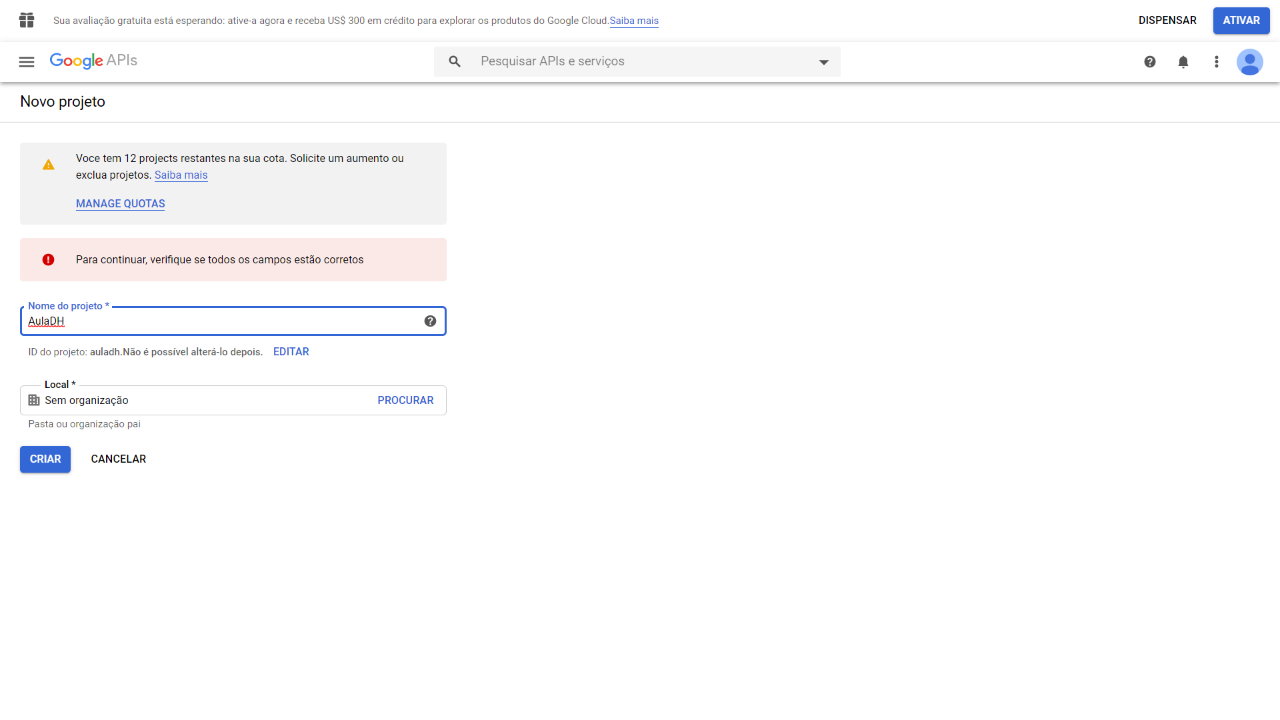 Sua avaliação gratuita está esperando: ative-a agora e receba US$ 300 em crédito para explorar os produtos do Google Cloud.Saiba mais
DISPENSAR
ATIVAR
Google APIs
Pesquisar APIs e serviços
Novo projeto
Voce tem 12 projects restantes na sua cota. Solicite um aumento ou
exclua projetos. Saiba mais
MANAGE QUOTAS
Para continuar, verifique se todos os campos estão corretos
Nome do projeto *
AulaDH
ID do projeto: auladh.Não é possível alterá-lo depois. EDITAR
Local *
Sem organização
PROCURAR
Pasta ou organização pai
CRIAR
CANCELAR